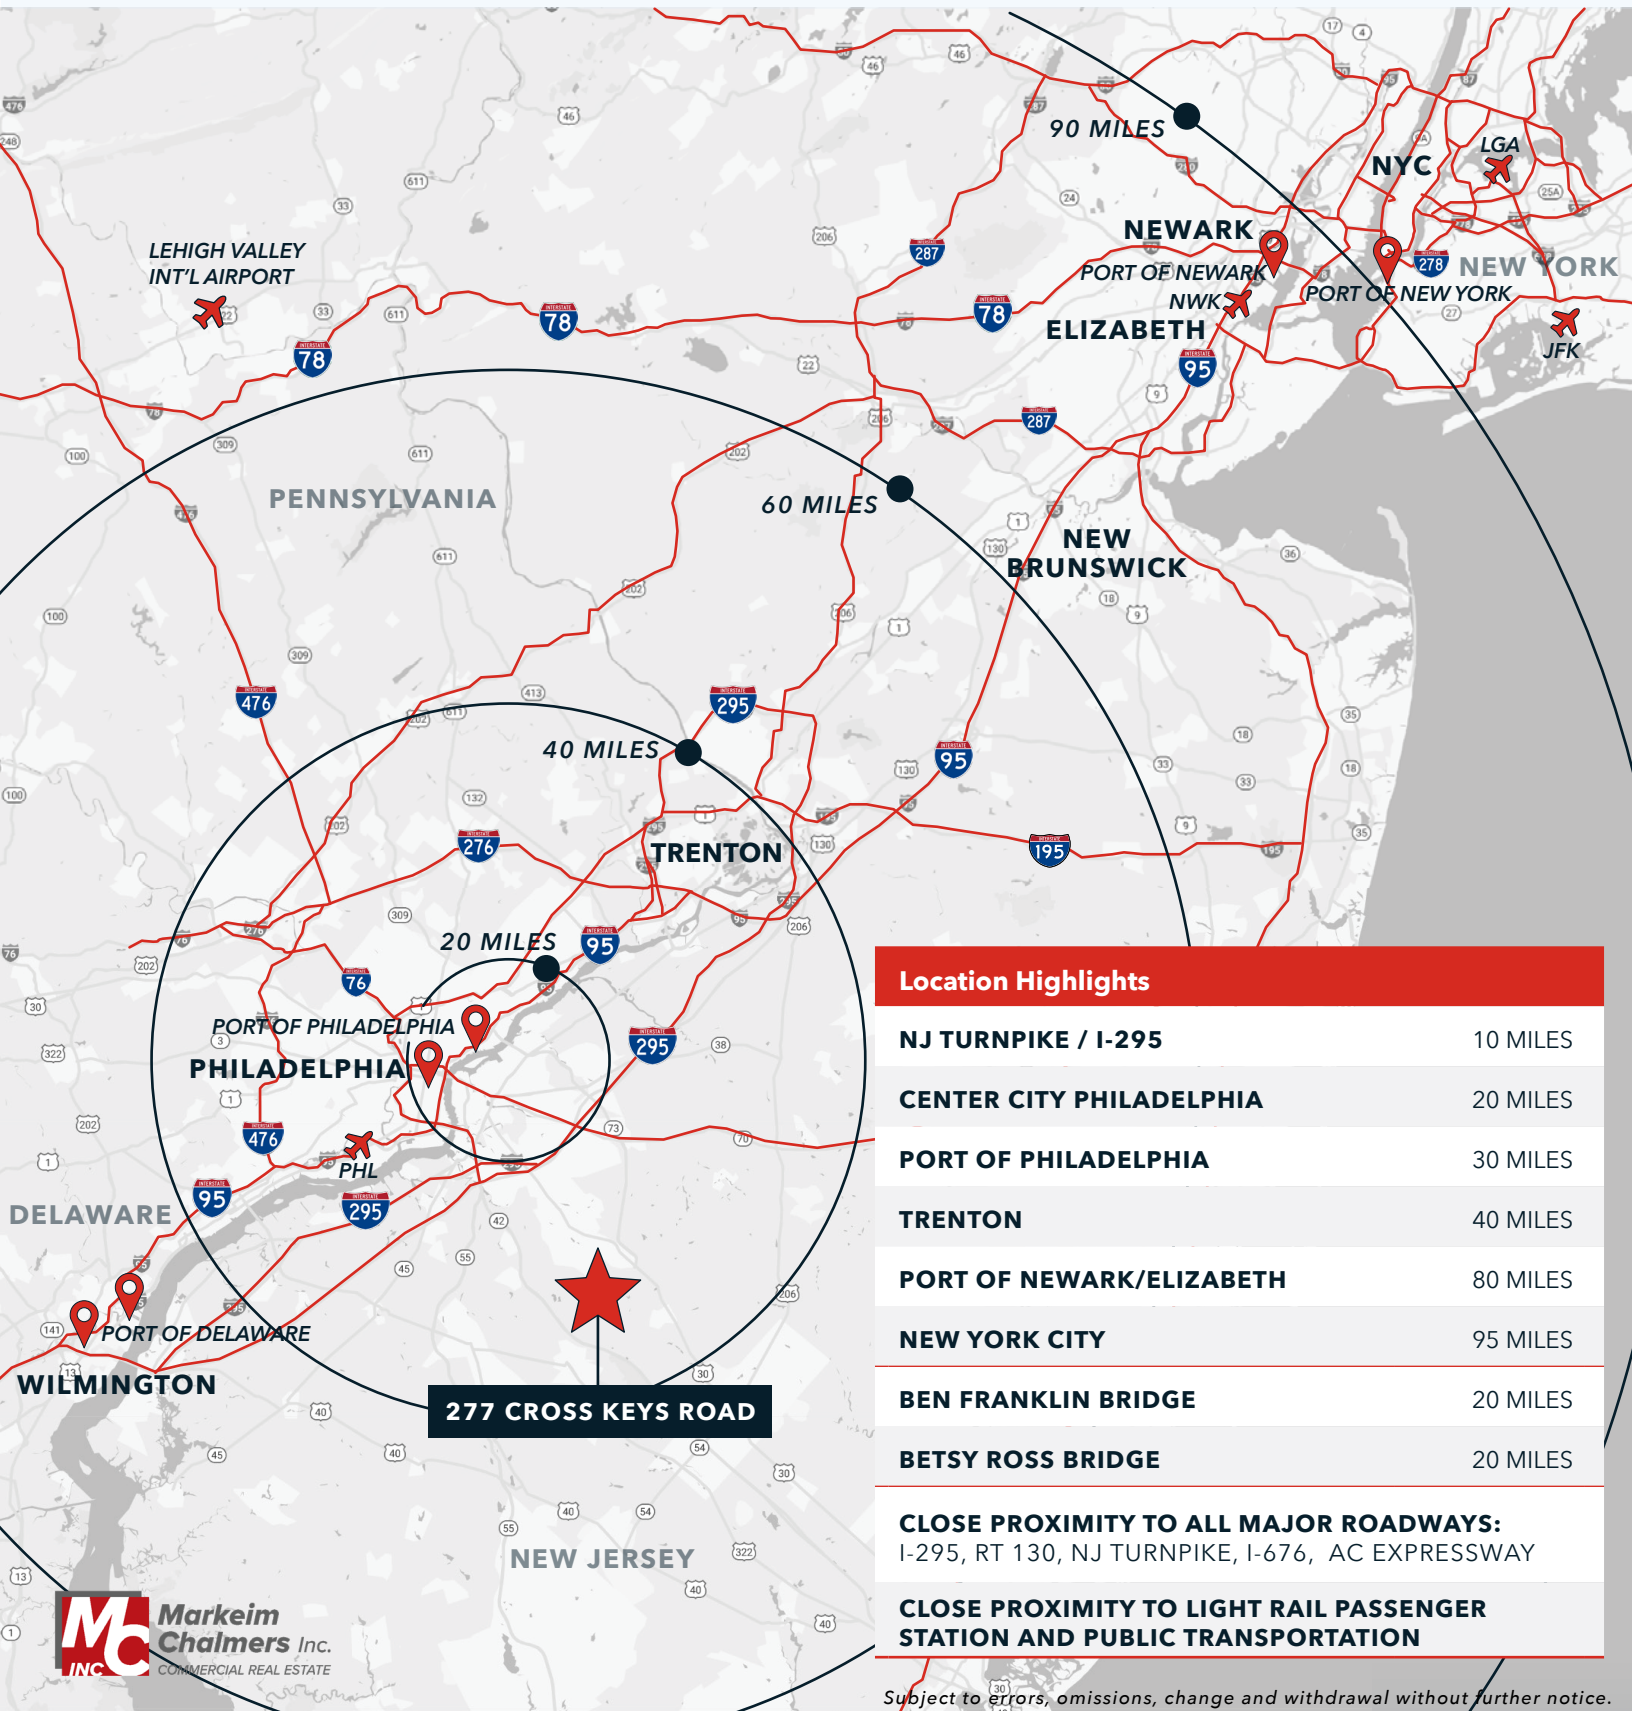 90 MILES
LGA
NYC
LEHIGH VALLEY
INT'L AIRPORT
NEWARK
287
278
NEW YORK
PORT OF NEWARK
PORT OF NEW YORK
NWK
78
78
ELIZABETH
JFK
78
95
287
PENNSYLVANIA
60 MILES
NEW
BRUNSWICK
476
295
40 MILES
95
276
TRENTON
195
20 MILES
95
76
PORT OF PHILADELPHIA
PHILADELPHIA
295
476
PHL
95
295
DELAWARE
PORT OF DELAWARE
WILMINGTON
277 CROSS KEYS ROAD
NEW JERSEY
Location Highlights
NJ TURNPIKE / I-295 10 MILES
CENTER CITY PHILADELPHIA 20 MILES
PORT OF PHILADELPHIA 30 MILES
TRENTON 40 MILES
PORT OF NEWARK/ELIZABETH 80 MILES
NEW YORK CITY 95 MILES
BEN FRANKLIN BRIDGE 20 MILES
BETSY ROSS BRIDGE 20 MILES
CLOSE PROXIMITY TO ALL MAJOR ROADWAYS:
I-295, RT 130, NJ TURNPIKE, I-676, AC EXPRESSWAY
CLOSE PROXIMITY TO LIGHT RAIL PASSENGER
STATION AND PUBLIC TRANSPORTATION
MC
INC
Markeim
Chalmers Inc.
COMMERCIAL REAL ESTATE
Subject to errors, omissions, change and withdrawal without further notice.